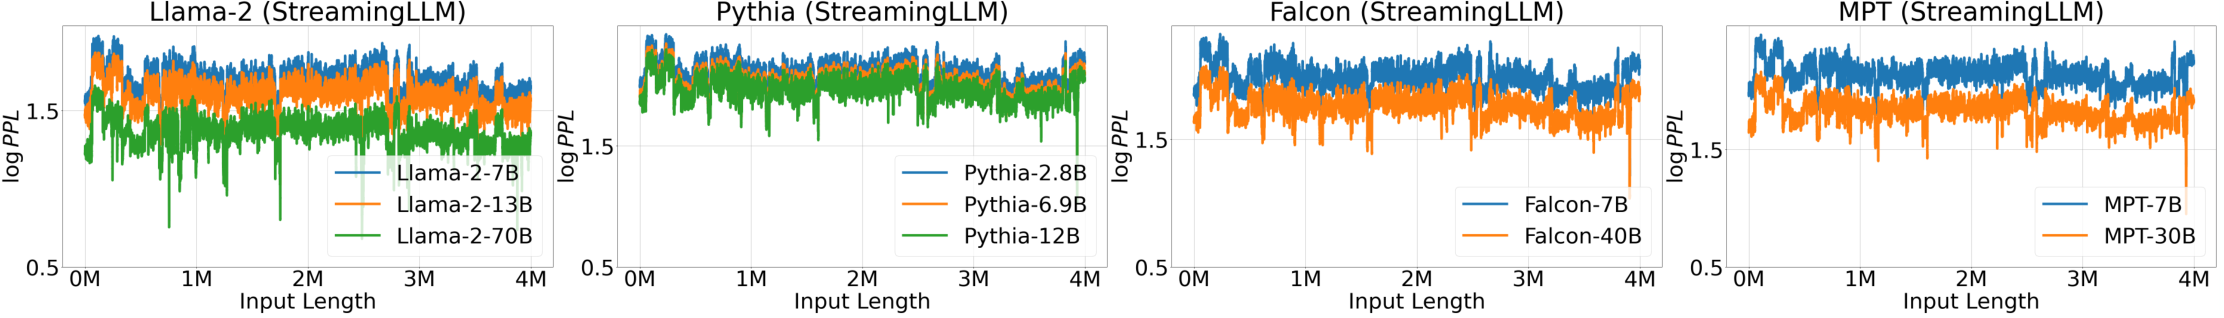 Llama-2 (StreamingLLM)
log PPL
1.5
0.5
0M 1M 2M 3M 4M
Input Length
Llama-2-7B
Llama-2-13B
Llama-2-70B
Pythia (StreamingLLM)
log PPL
1.5
0.5
0M 1M 2M 3M 4M
Input Length
Pythia-2.8B
Pythia-6.9B
Pythia-12B
Falcon (StreamingLLM)
log PPL
1.5
0.5
0M 1M 2M 3M 4M
Input Length
Falcon-7B
Falcon-40B
MPT (StreamingLLM)
log PPL
1.5
0.5
0M 1M 2M 3M 4M
Input Length
MPT-7B
MPT-30B